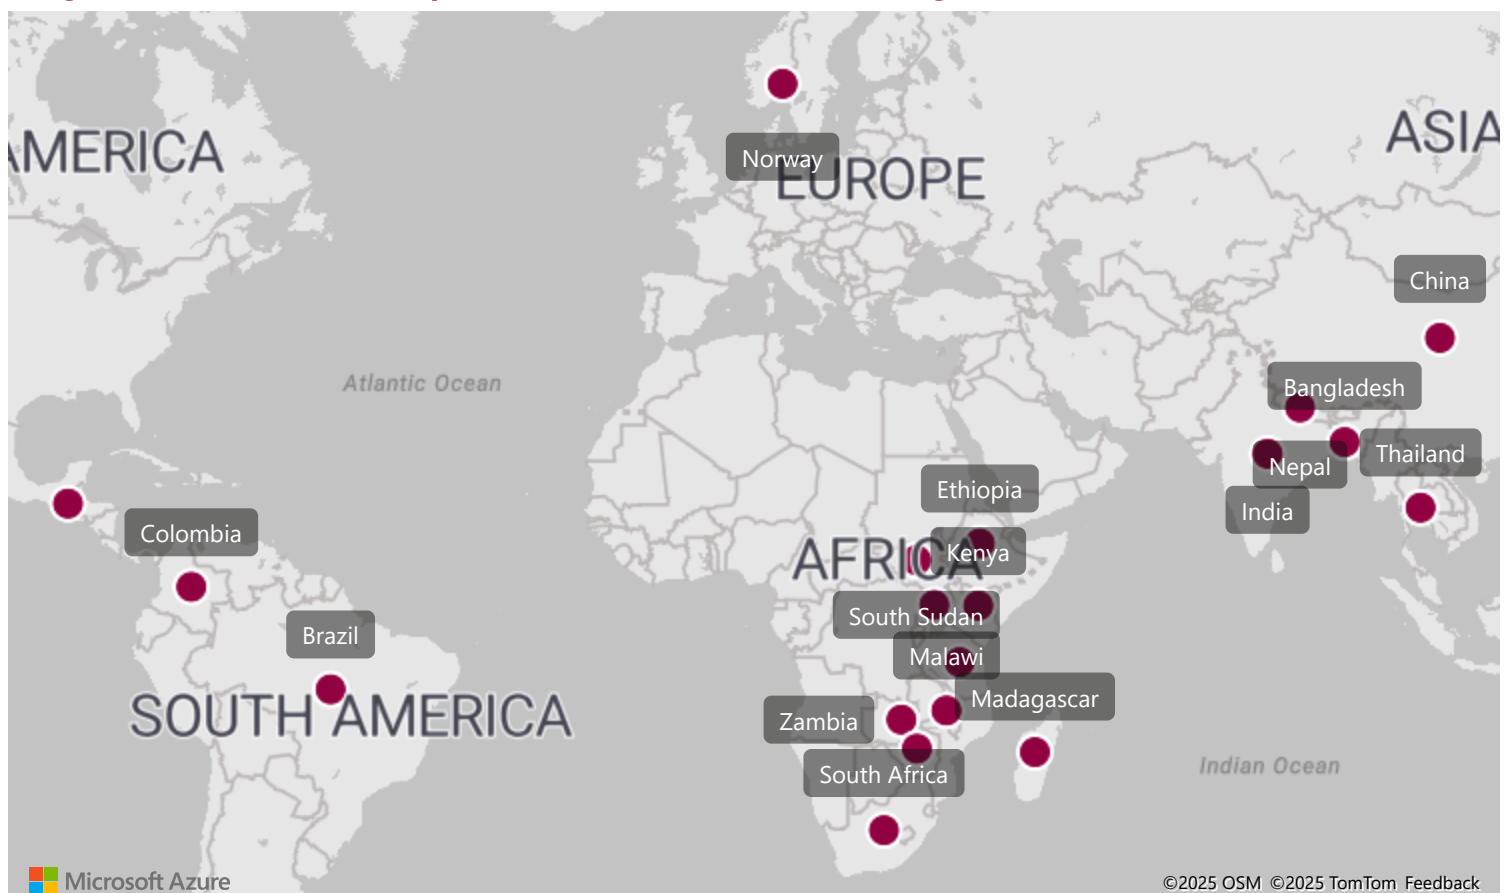 AMERICA
ASIA
Norway
EUROPE
China
Atlantic Ocean
Bangladesh
Thailand
Nepal
Ethiopia
India
Colombia
Kenya
AFRICA
South Sudan
Brazil
Malawi
Madagascar
SOUTH AMERICA
Zambia
Indian Ocean
South Africa
Microsoft Azure
©2025 OSM ©2025 TomTom Feedback